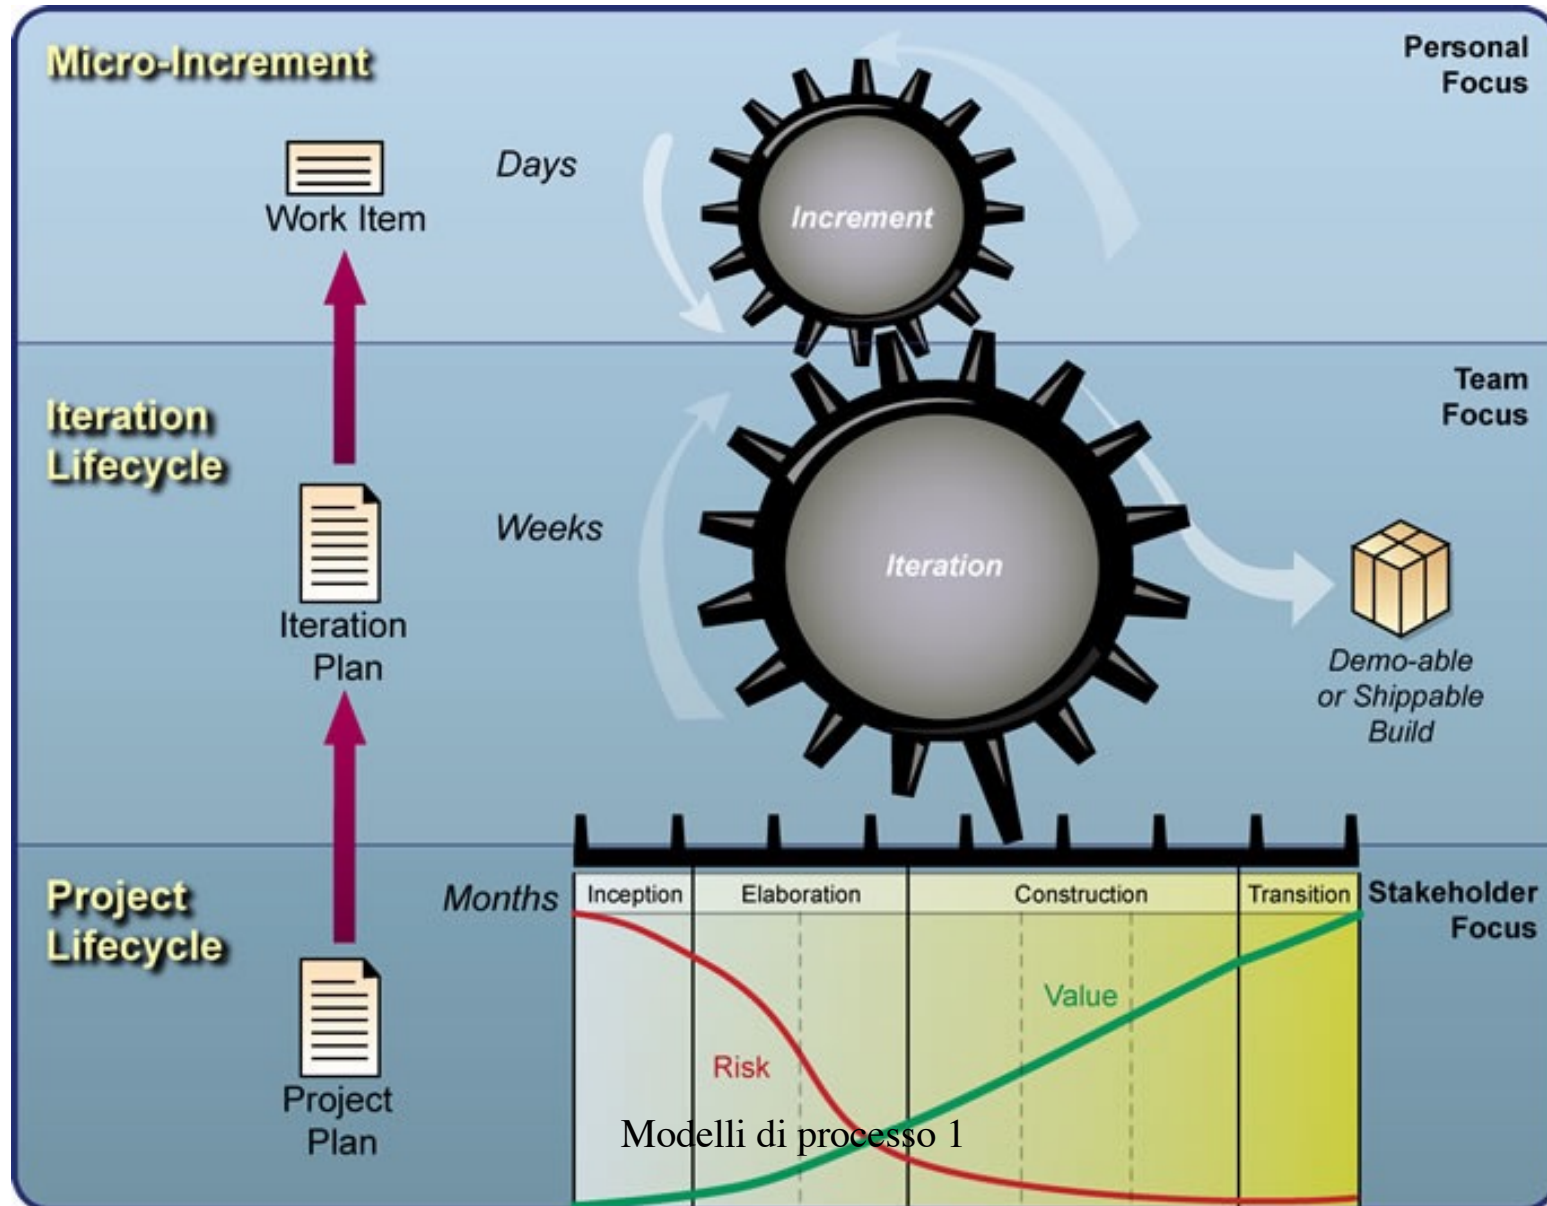 Micro-Increment
Personal
Focus
Days
Work Item
Increment
Iteration
Lifecycle
Team
Focus
Weeks
Iteration
Iteration
Plan
Demo-able
or Shippable
Build
Project
Lifecycle
Months
Inception
Elaboration
Construction
Transition
Stakeholder
Focus
Value
Risk
Project
Plan
Modelli di processo 1